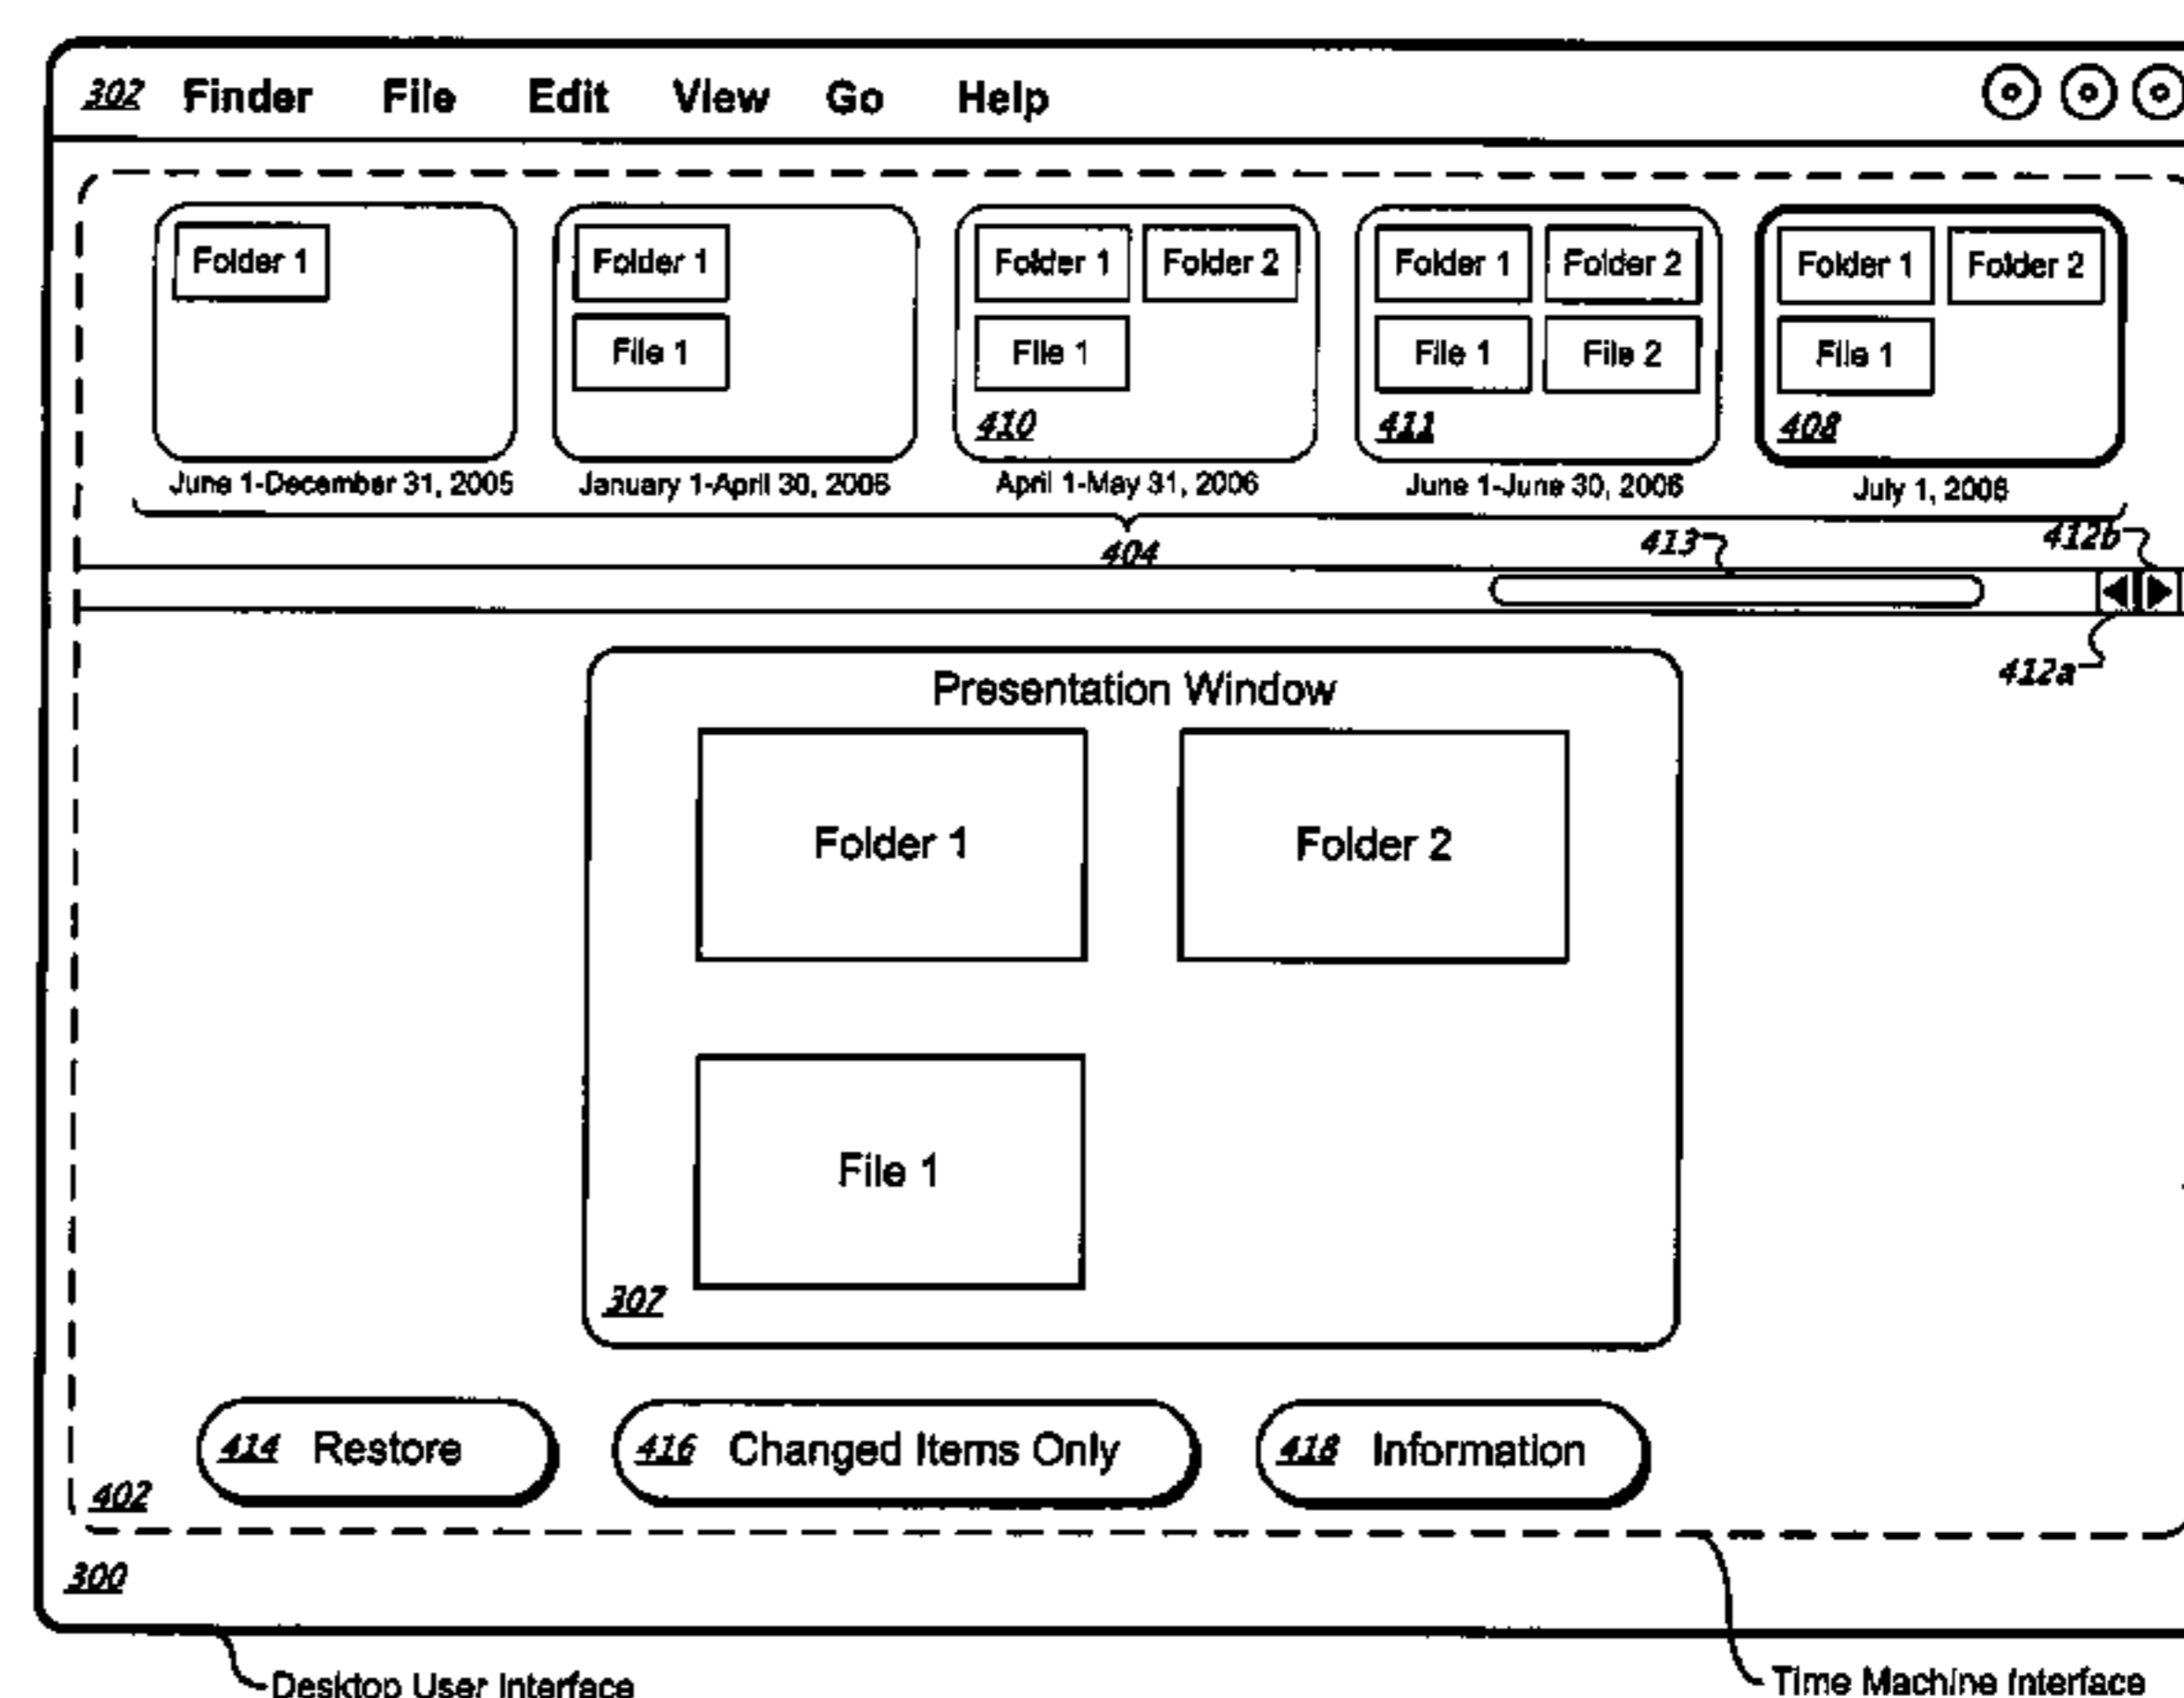 302 Finder File Edit View Go Help
Folder 1
Folder 1
File 1
Folder 1 Folder 2
File 1
410
Folder 1 Folder 2
File 1 File 2
411
Folder 1 Folder 2
File 1
408
June 1-December 31, 2005
January 1-April 30, 2006
April 1-May 31, 2006
June 1-June 30, 2006
July 1, 2006
404
413
412b
412a
Presentation Window
Folder 1 Folder 2
File 1
307
414 Restore
416 Changed Items Only
418 Information
402
300
Desktop User Interface
Time Machine Interface